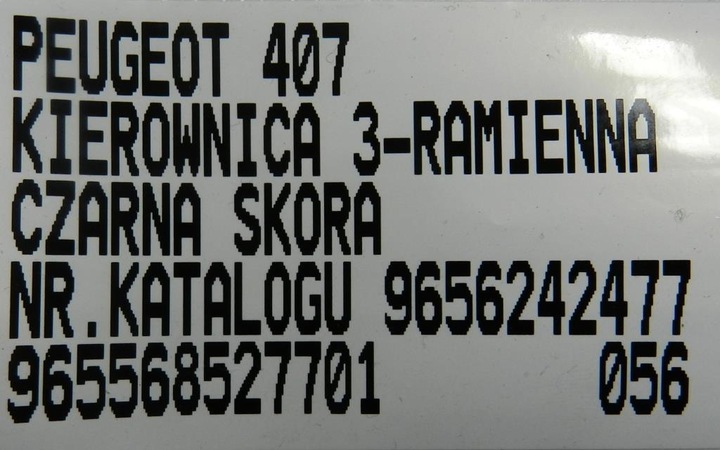 PEUGEOT 407
KIEROWNICA 3-RAMIENNA
CZARNA SKORA
NR.KATALOGU 9656242477
965568527701 056